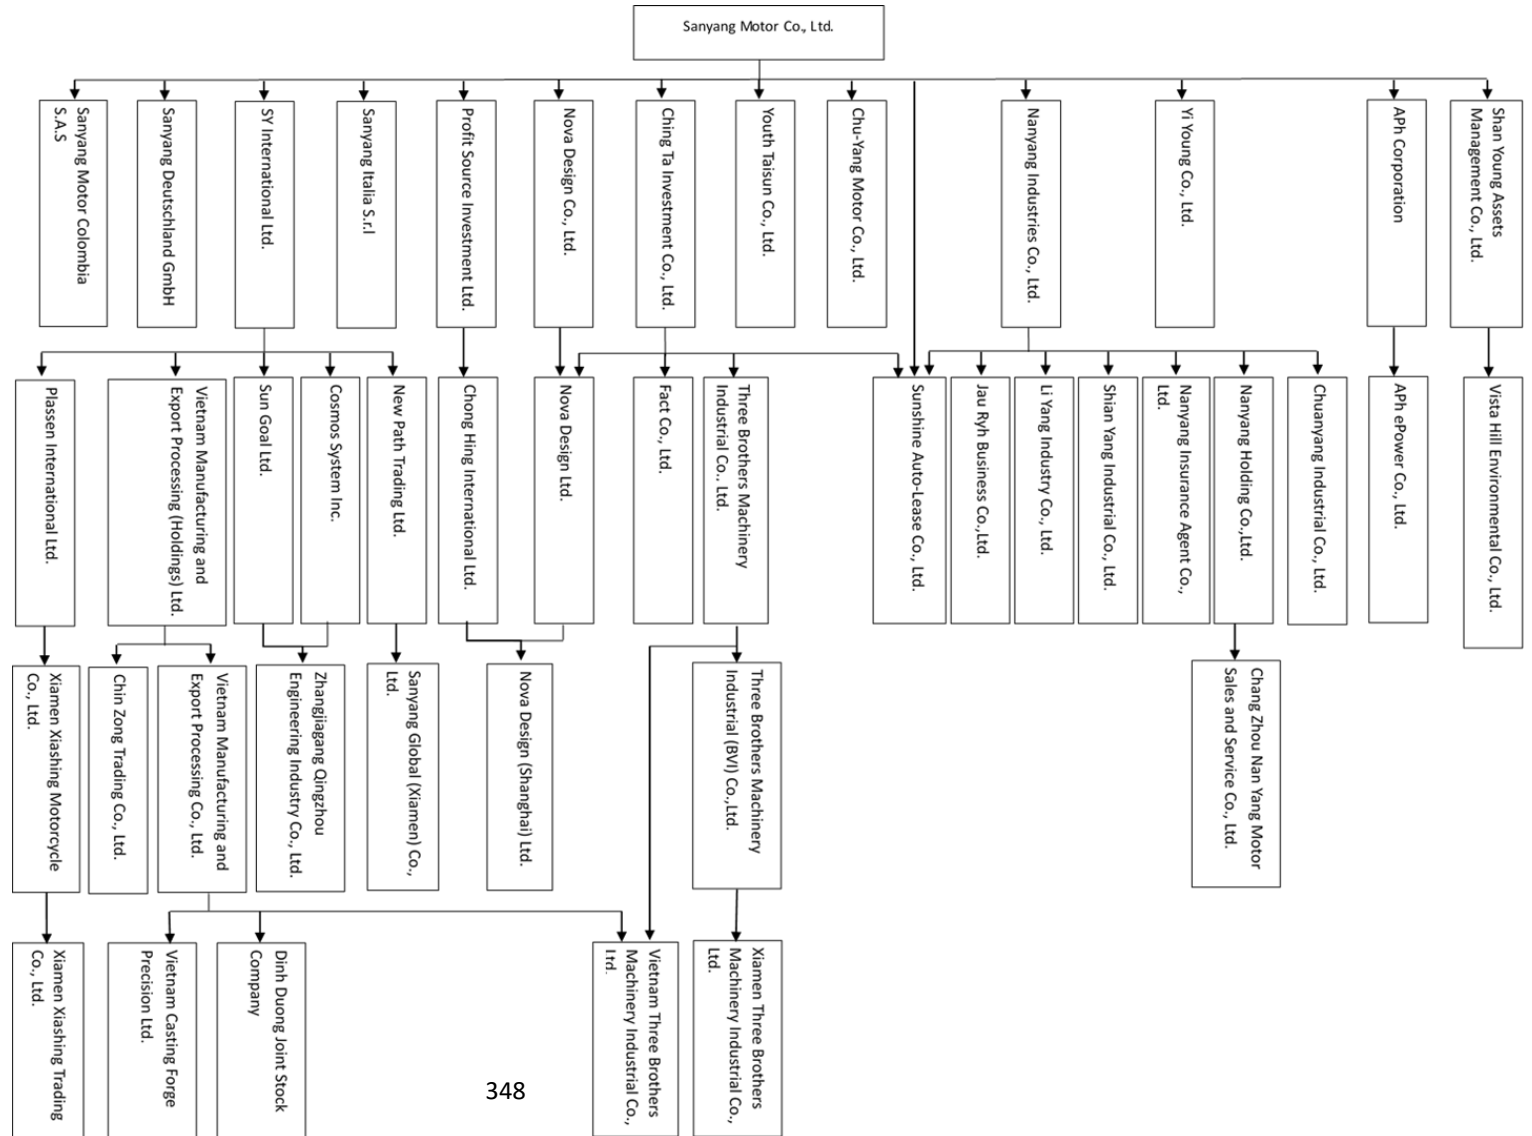 Sanyang Motor Co., Ltd.
Sanyang Motor Colombia
S.A.S
Sanyang Deutschland GmbH
SY International Ltd.
Sanyang Italia S.r.l
Profit Source Investment Ltd.
Nova Design Co., Ltd.
Ching Ta Investment Co., Ltd.
Youth Taisun Co., Ltd.
Chu-Yang Motor Co., Ltd.
Nanyang Industries Co., Ltd.
Yi Young Co., Ltd.
APh Corporation
Shan Young Assets
Management Co., Ltd.
Plassen International Ltd.
Vietnam Manufacturing and
Export Processing (Holdings) Ltd.
Sun Goal Ltd.
Cosmos System Inc.
New Path Trading Ltd.
Chong Hing International Ltd.
Nova Design Ltd.
Fact Co., Ltd.
Three Brothers Machinery
Industrial Co., Ltd.
Sunshine Auto-Lease Co., Ltd.
Jau Ryh Business Co.,Ltd.
Li Yang Industry Co., Ltd.
Shian Yang Industrial Co., Ltd.
Nanyang Insurance Agent Co.,
Ltd.
Nanyang Holding Co.,Ltd.
Chuanyang Industrial Co., Ltd.
APh ePower Co., Ltd.
Vista Hill Environmental Co., Ltd.
Xiamen Xiashing Motorcycle
Co., Ltd.
Chin Zong Trading Co., Ltd.
Vietnam Manufacturing and
Export Processing Co., Ltd.
Zhangjiagang Qingzhou
Engineering Industry Co., Ltd.
Sanyang Global (Xiamen) Co.,
Ltd.
Nova Design (Shanghai) Ltd.
Three Brothers Machinery
Industrial (BVI) Co.,Ltd.
Chang Zhou Nan Yang Motor
Sales and Service Co., Ltd.
Xiamen Xiashing Trading
Co., Ltd.
Vietnam Casting Forge
Precision Ltd.
Dinh Duong Joint Stock
Company
Vietnam Three Brothers
Machinery Industrial Co.,
Ltd.
Xiamen Three Brothers
Machinery Industrial Co.,
Ltd.
348